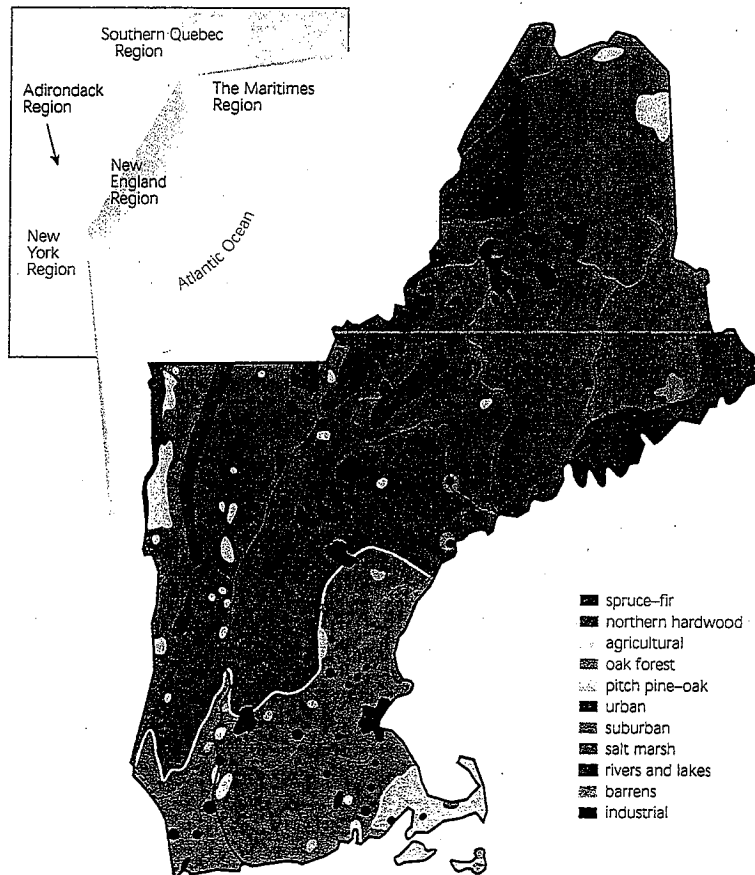 Southern Quebec
Region
Adirondack
Region
The Maritimes
Region
New
England
Region
New
York
Region
Atlantic Ocean
spruce–fir
northern hardwood
agricultural
oak forest
pitch pine–oak
urban
suburban
salt marsh
rivers and lakes
barrens
industrial